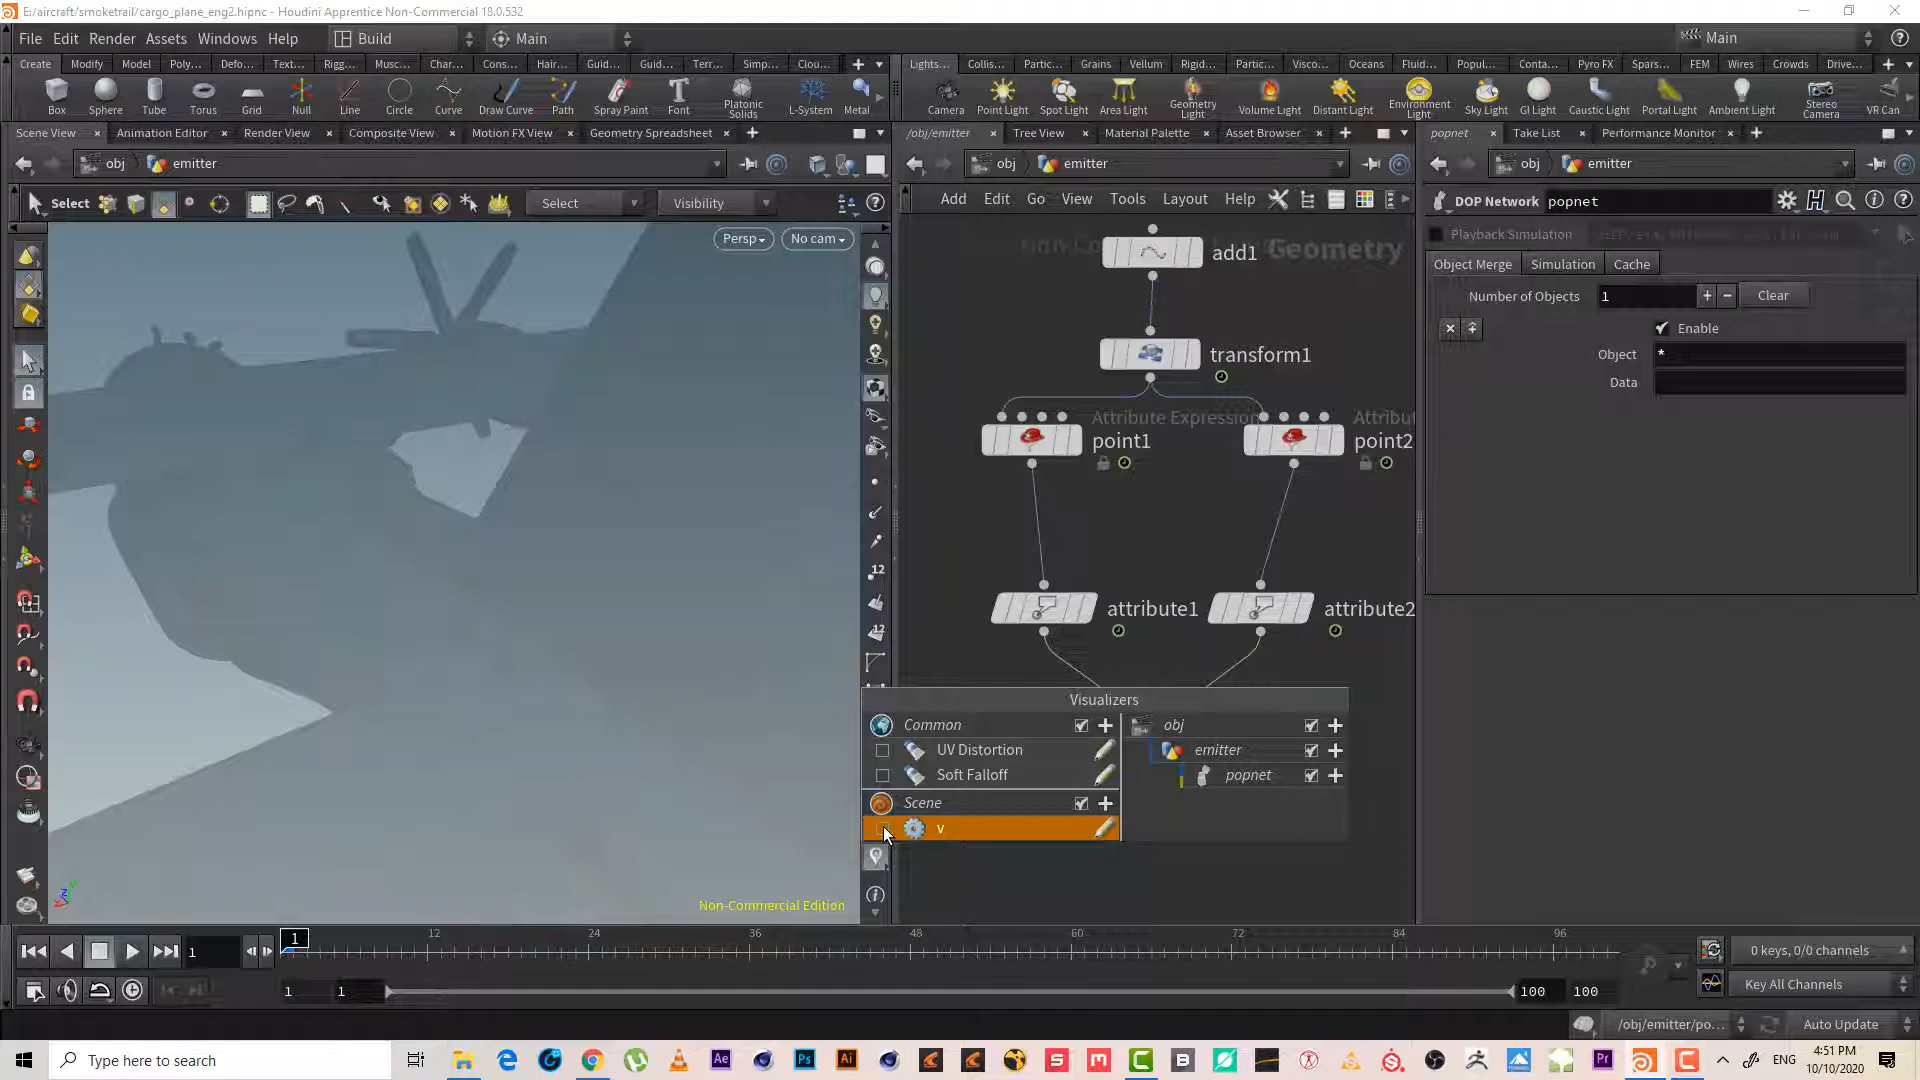 E:/aircraft/smoketrail/cargo_plane_eng2.hipnc - Houdini Apprentice Non-Commercial 18.0.532
File Edit Render Assets Windows Help Build Main Main
Create Modify Model Poly... Defo... Text... Rigg... Musc... Char... Cons... Hair... Guid... Guid... Terr... Simp... Clou...
Lights... Collis... Partic... Grains Vellum Rigid... Partic... Visco... Oceans Fluid... Popul... Conta... Pyro FX Spars... FEM Wires Crowds Drive...
Box Sphere Tube Torus Grid Null Line Circle Curve Draw Curve Path Spray Paint Font Platonic Solids L-System Metal
Camera Point Light Spot Light Area Light Geometry Light Volume Light Distant Light Environment Light Sky Light GI Light Caustic Light Portal Light Ambient Light Stereo Camera VR Can
Scene View Animation Editor Render View Composite View Motion FX View Geometry Spreadsheet
/obj/emitter Tree View Material Palette Asset Browser
popnet Take List Performance Monitor
obj emitter
obj emitter
obj emitter
Select Select Visibility
Add Edit Go View Tools Layout Help
DOP Network popnet
Persp No cam
Playback Simulation
Object Merge Simulation Cache
Number of Objects 1 Clear
Enable
Object *
Data
add1 Geometry
transform1
Attribute Expression
point1
Attribut
point2
attribute1 attribute2
12
12
Visualizers
Common
UV Distortion
Soft Falloff
Scene
v
obj
emitter
popnet
Non-Commercial Edition
1 1 12 24 36 48 60 72 84 96
0 keys, 0/0 channels
1 1 100 100
Key All Channels
/obj/emitter/po... Auto Update
Type here to search
ENG
4:51 PM
10/10/2020